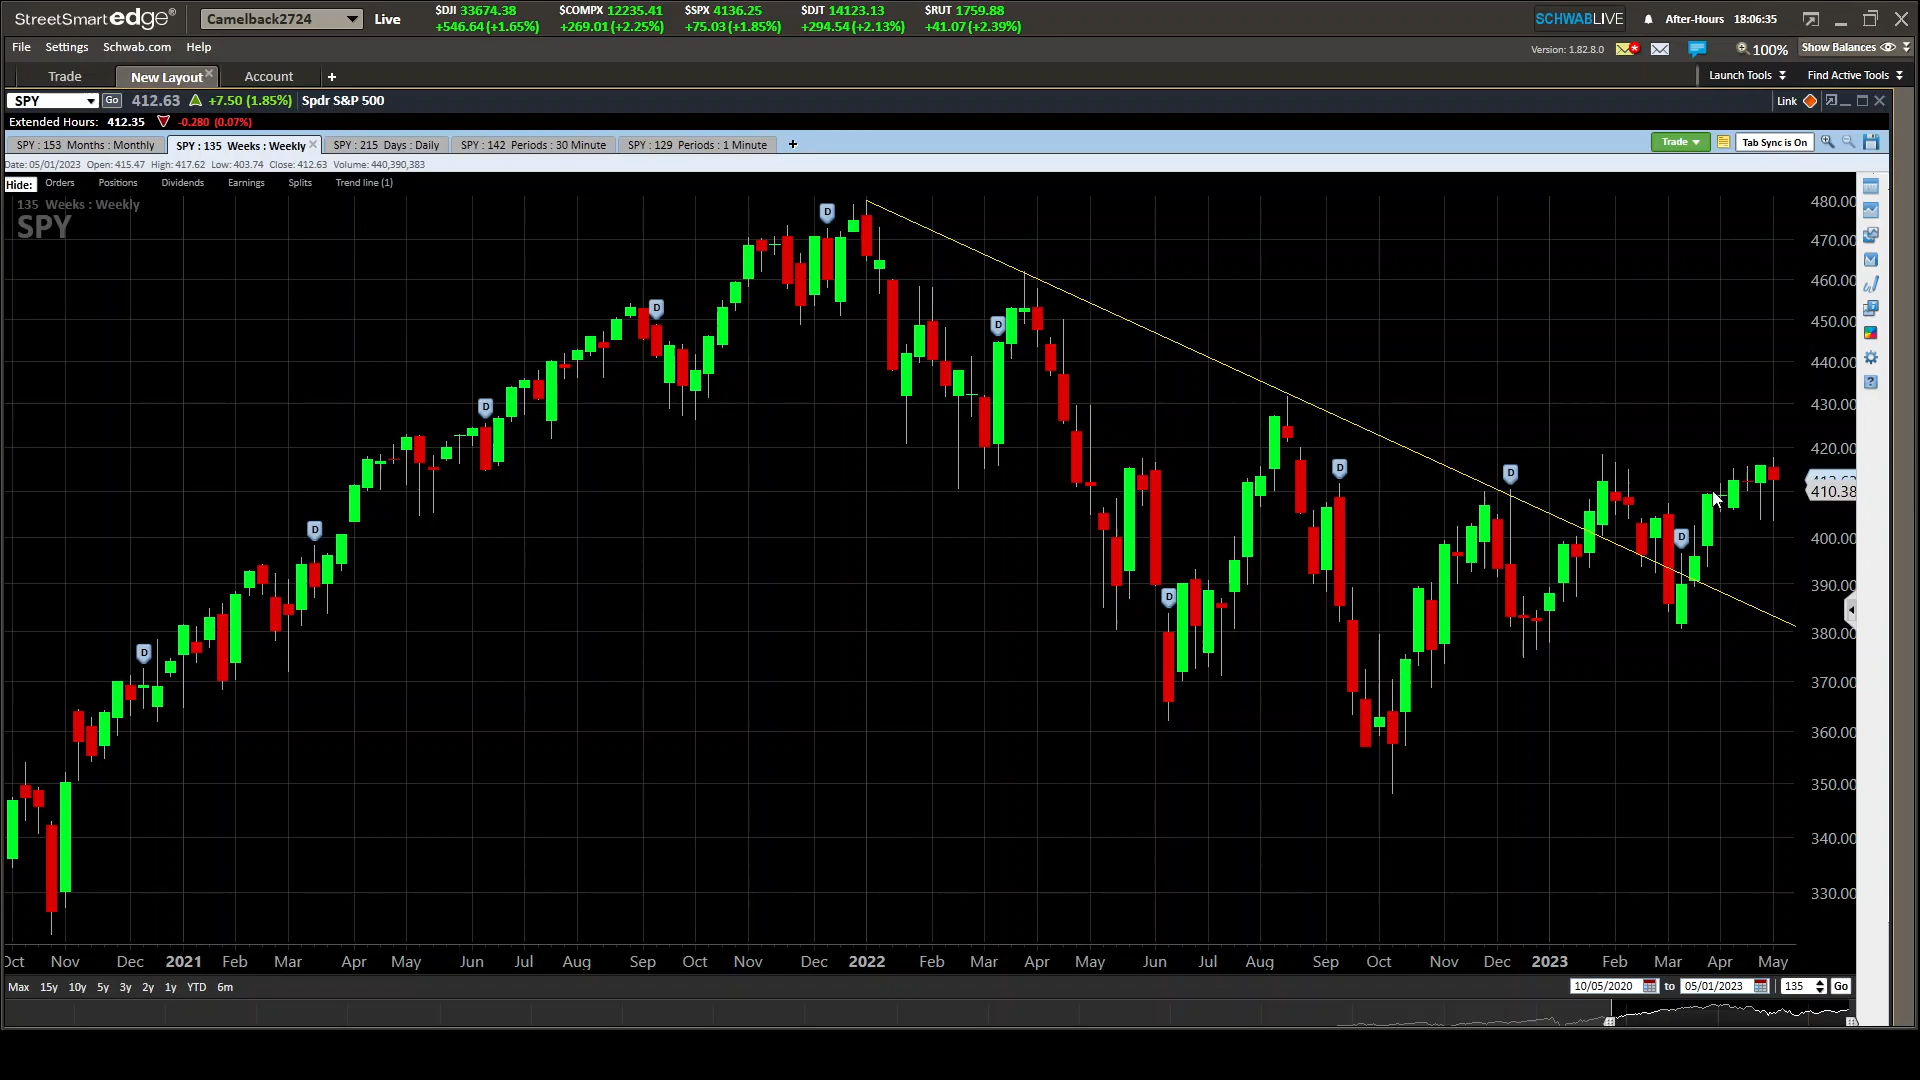 StreetSmart edge® Camelback2724 Live $DJI 33674.38 $COMPX 12235.41 $SPX 4136.25 $DJT 14123.13 $RUT 1759.88 SCHWABLIVE After-Hours 18:06:35
+546.64 (+1.65%) +269.01 (+2.25%) +75.03 (+1.85%) +294.54 (+2.13%) +41.07 (+2.39%)
File Settings Schwab.com Help Version: 1.82.8.0 100% Show Balances
Trade New Layout Account + Launch Tools Find Active Tools
SPY Go 412.63 +7.50 (1.85%) Spdr S&P 500 Link
Extended Hours: 412.35 -0.280 (0.07%)
SPY : 153 Months : Monthly SPY : 135 Weeks : Weekly SPY : 215 Days : Daily SPY : 142 Periods : 30 Minute SPY : 129 Periods : 1 Minute + Trade Tab Sync is On
Date: 05/01/2023 Open: 415.47 High: 417.62 Low: 403.74 Close: 412.63 Volume: 440,390,383
Hide: Orders Positions Dividends Earnings Splits Trend line (1)
135 Weeks : Weekly
SPY
480.00
D
470.00
460.00
D
D
450.00
440.00
430.00
D
420.00
D
D
410.38
D
D
400.00
390.00
D
380.00
D
370.00
360.00
350.00
340.00
330.00
Oct Nov Dec 2021 Feb Mar Apr May Jun Jul Aug Sep Oct Nov Dec 2022 Feb Mar Apr May Jun Jul Aug Sep Oct Nov Dec 2023 Feb Mar Apr May
Max 15y 10y 5y 3y 2y 1y YTD 6m 10/05/2020 to 05/01/2023 135 Go